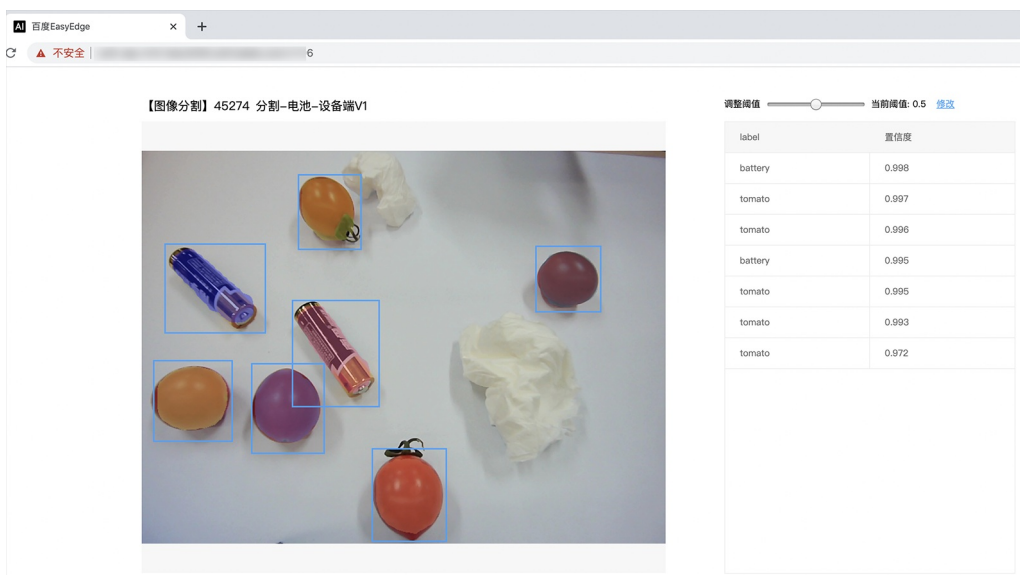 AI 百度EasyEdge
不安全 6
【图像分割】45274 分割-电池-设备端V1
调整阈值 当前阈值: 0.5 修改
label 置信度
battery 0.998
tomato 0.997
tomato 0.996
battery 0.995
tomato 0.995
tomato 0.993
tomato 0.972